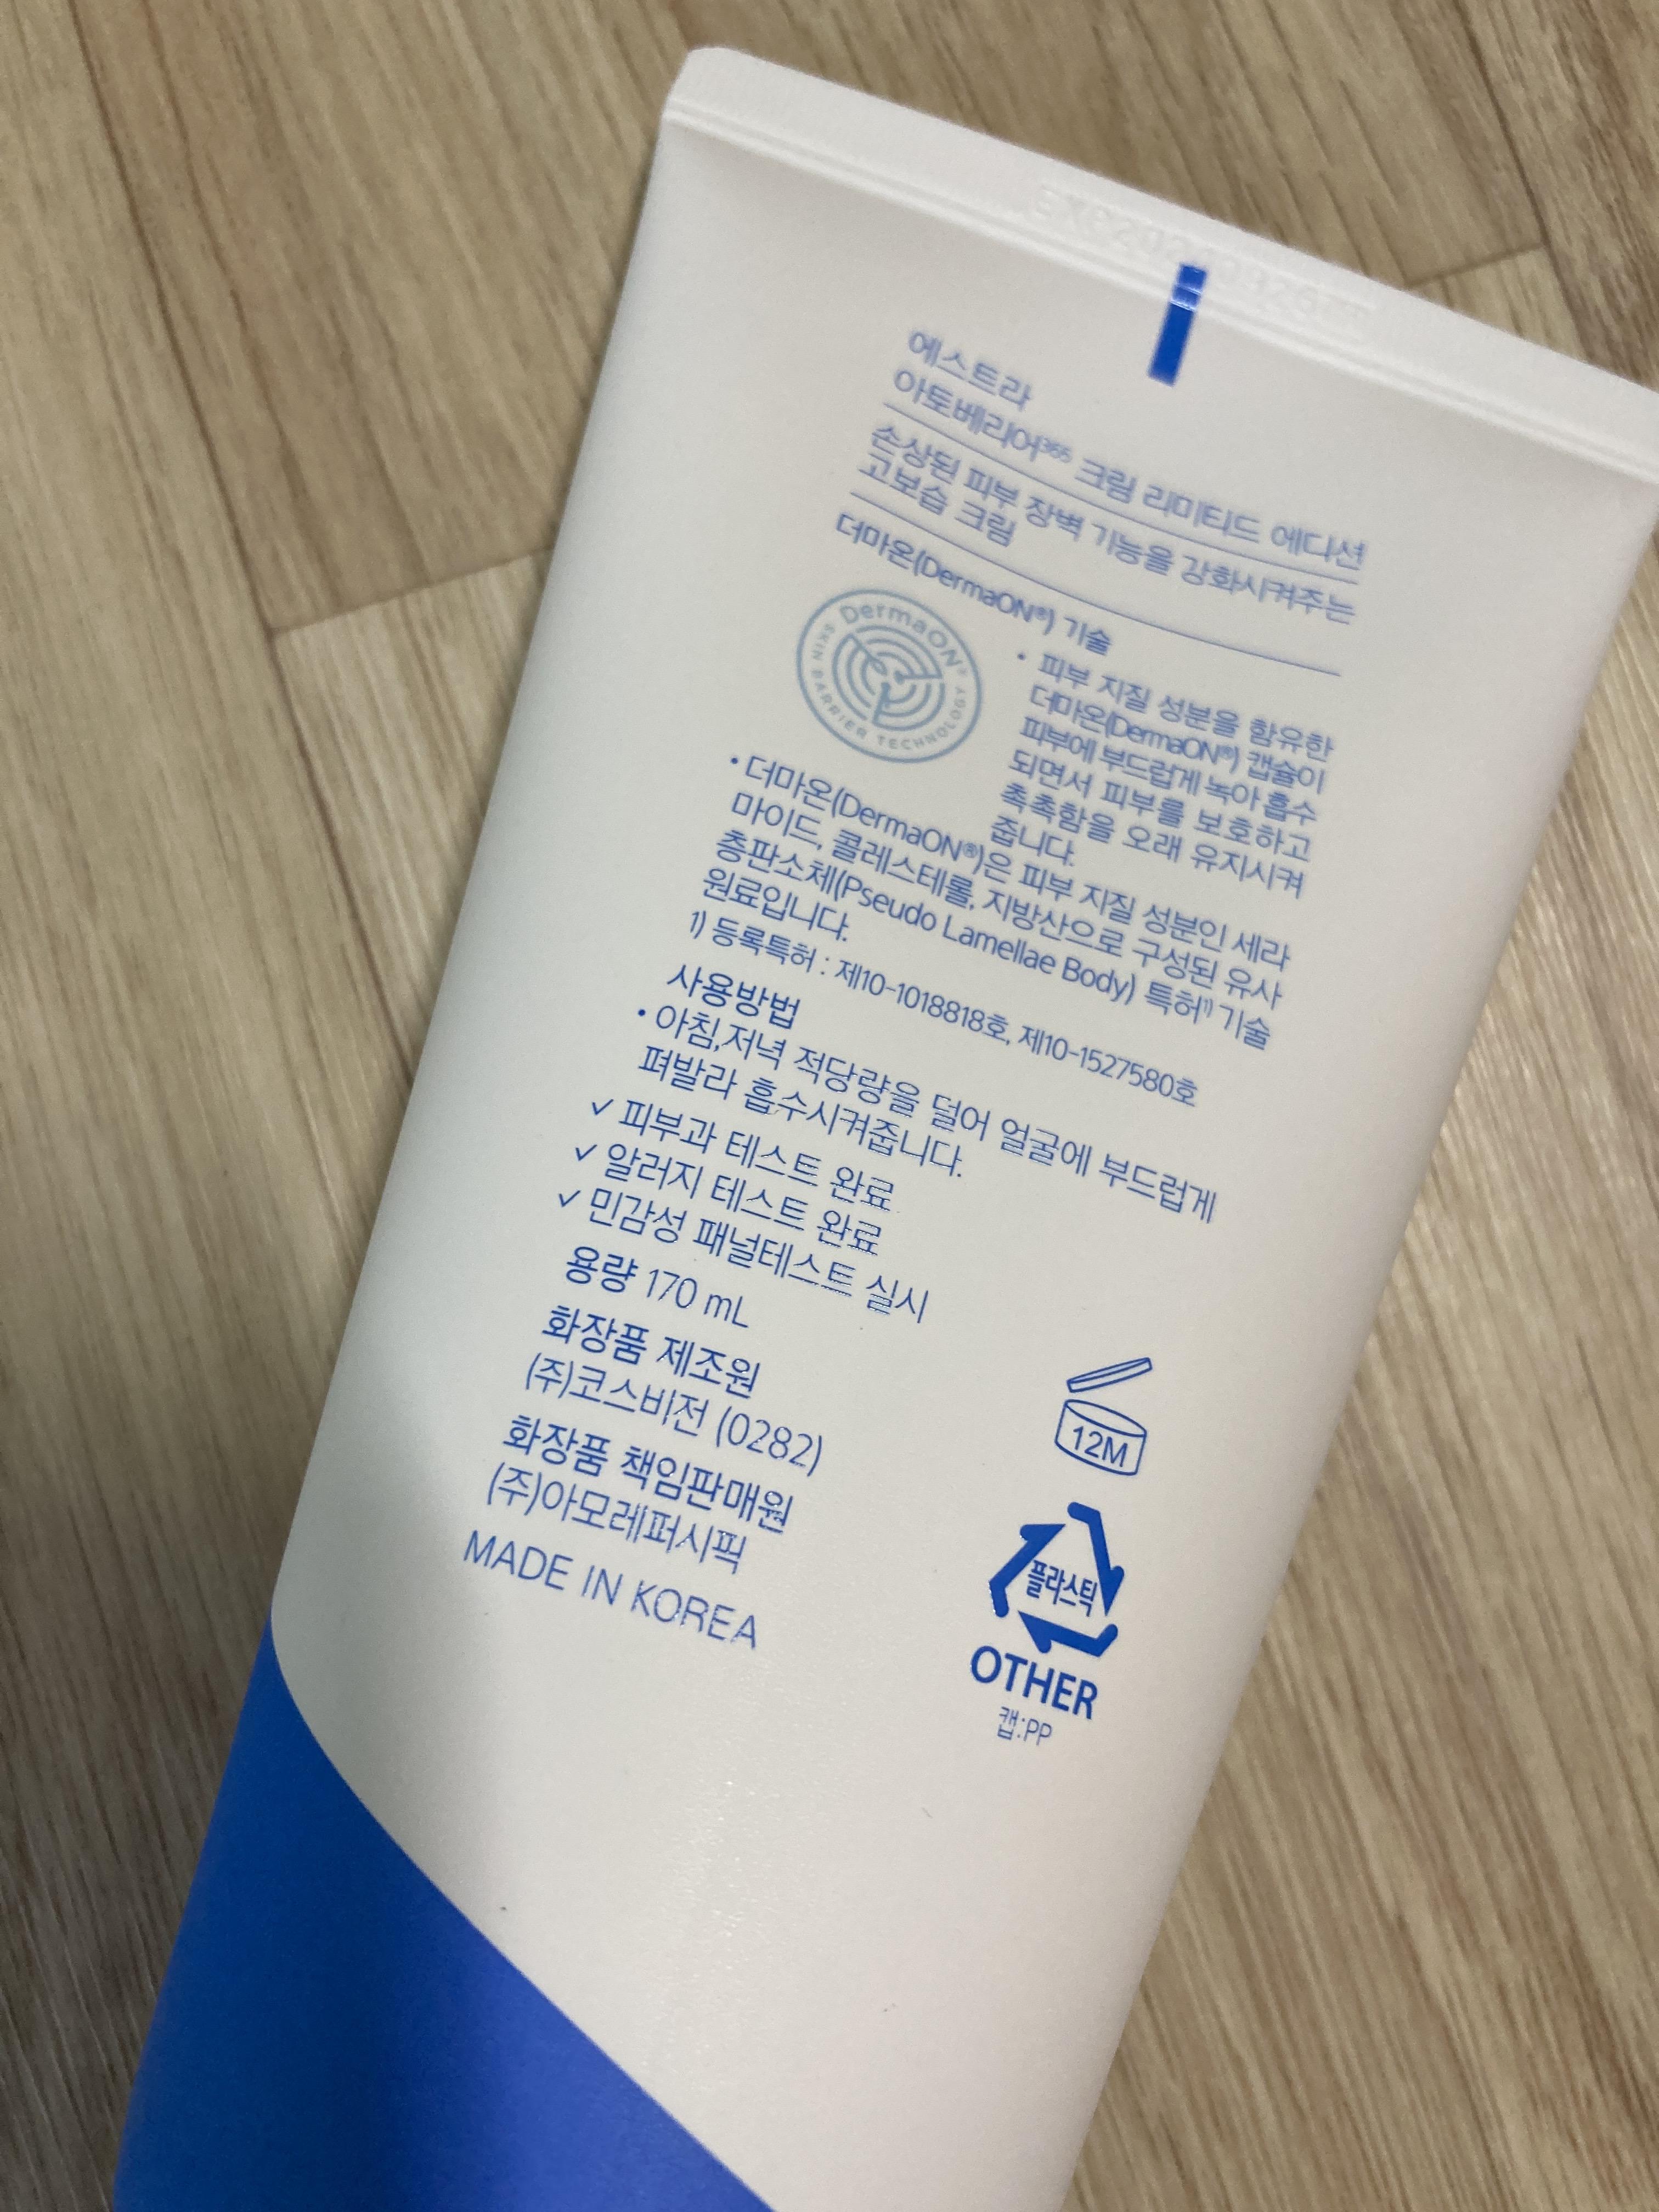 에스트라
아토베리어³⁶⁵ 크림 리미티드 에디션
손상된 피부 장벽 기능을 강화시켜주는
고보습 크림
더마온(DermaON®) 기술
DermaON®
SKIN BARRIER TECHNOLOGY
• 피부 지질 성분을 함유한
더마온(DermaON®) 캡슐이
피부에 부드럽게 녹아 흡수
되면서 피부를 보호하고
촉촉함을 오래 유지시켜
줍니다.
• 더마온(DermaON®)은 피부 지질 성분인 세라
마이드, 콜레스테롤, 지방산으로 구성된 유사
층판소체(Pseudo Lamellae Body) 특허¹⁾ 기술
원료입니다.
1) 등록특허 : 제10-1018818호, 제10-1527580호
사용방법
• 아침,저녁 적당량을 덜어 얼굴에 부드럽게
펴발라 흡수시켜줍니다.
✓ 피부과 테스트 완료
✓ 알러지 테스트 완료
✓ 민감성 패널테스트 실시
용량 170 mL
화장품 제조원
(주)코스비전 (0282)
화장품 책임판매원
(주)아모레퍼시픽
MADE IN KOREA
12M
플라스틱
OTHER
캡:PP